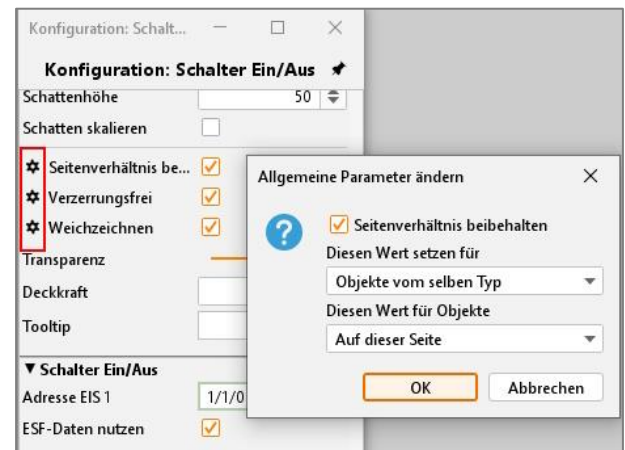 Konfiguration: Schalt...
Konfiguration: Schalter Ein/Aus
Schattenhöhe 50
Schatten skalieren
Seitenverhältnis be...
Verzerrungsfrei
Weichzeichnen
Transparenz
Deckkraft
Tooltip
▼ Schalter Ein/Aus
Adresse EIS 1 1/1/0
ESF-Daten nutzen
Allgemeine Parameter ändern
Seitenverhältnis beibehalten
Diesen Wert setzen für
Objekte vom selben Typ
Diesen Wert für Objekte
Auf dieser Seite
OK Abbrechen